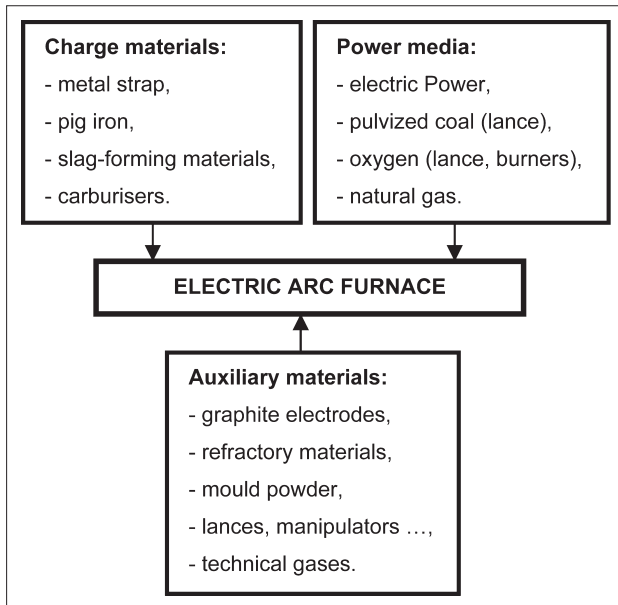 Charge materials:
- metal strap,
- pig iron,
- slag-forming materials,
- carburisers.
Power media:
- electric Power,
- pulvized coal (lance),
- oxygen (lance, burners),
- natural gas.
ELECTRIC ARC FURNACE
Auxiliary materials:
- graphite electrodes,
- refractory materials,
- mould powder,
- lances, manipulators …,
- technical gases.